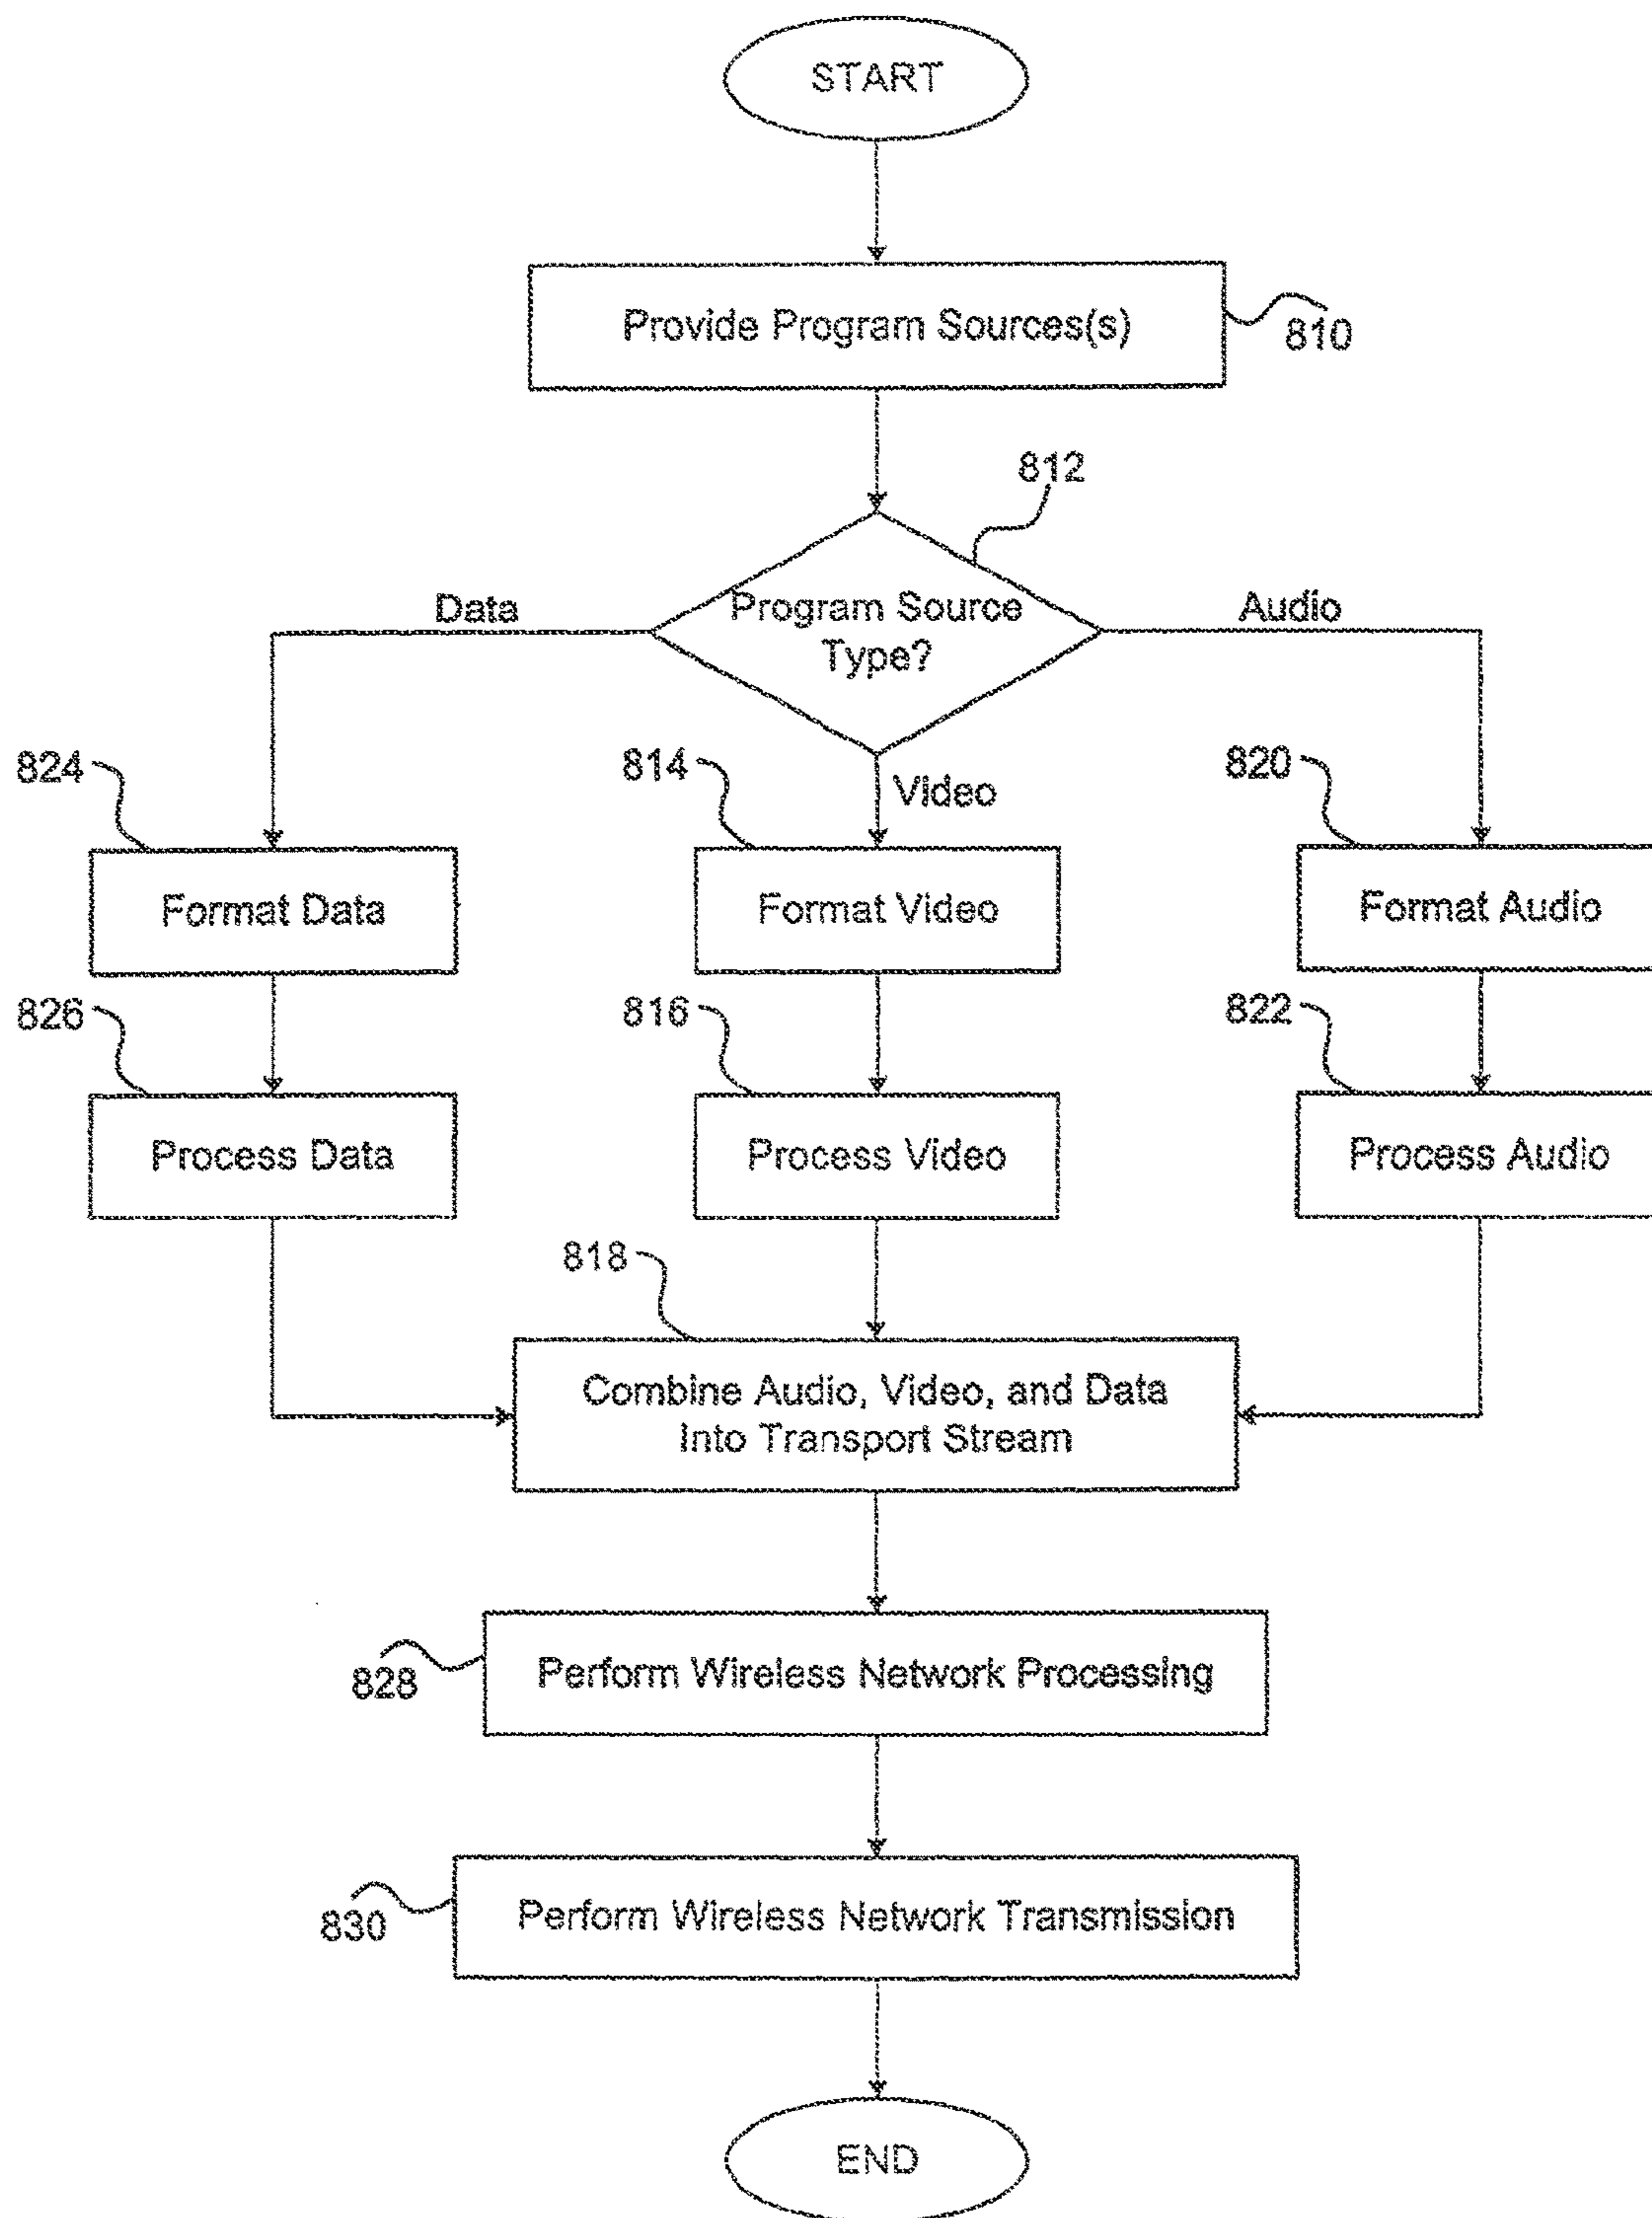 START
Provide Program Sources(s)
810
812
Program Source
Type?
Data
Audio
Video
824
814
820
Format Data
Format Video
Format Audio
826
816
822
Process Data
Process Video
Process Audio
818
Combine Audio, Video, and Data
Into Transport Stream
828
Perform Wireless Network Processing
830
Perform Wireless Network Transmission
END